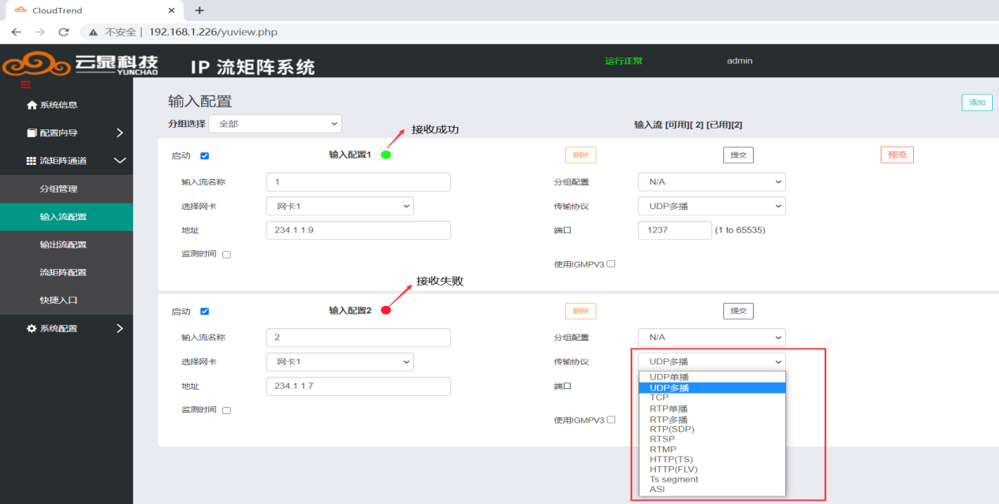 CloudTrend
不安全 | 192.168.1.226/yuview.php
云晁科技
YUNCHAO
IP 流矩阵系统
运行正常
admin
系统信息
配置向导
流矩阵通道
分组管理
输入流配置
输出流配置
流矩阵配置
快捷入口
系统配置
输入配置
添加
分组选择 全部
输入流 [可用][ 2] [已用][2]
接收成功
启动 输入配置1 删除 提交 预览
输入流名称 1 分组配置 N/A
选择网卡 网卡1 传输协议 UDP多播
地址 234.1.1.9 端口 1237 (1 to 65535)
监测时间
使用IGMPV3
接收失败
启动 输入配置2 删除 提交
输入流名称 2 分组配置 N/A
选择网卡 网卡1 传输协议 UDP多播
地址 234.1.1.7 端口
监测时间
使用IGMPV3
UDP单播
UDP多播
TCP
RTP单播
RTP多播
RTP(SDP)
RTSP
RTMP
HTTP(TS)
HTTP(FLV)
Ts segment
ASI